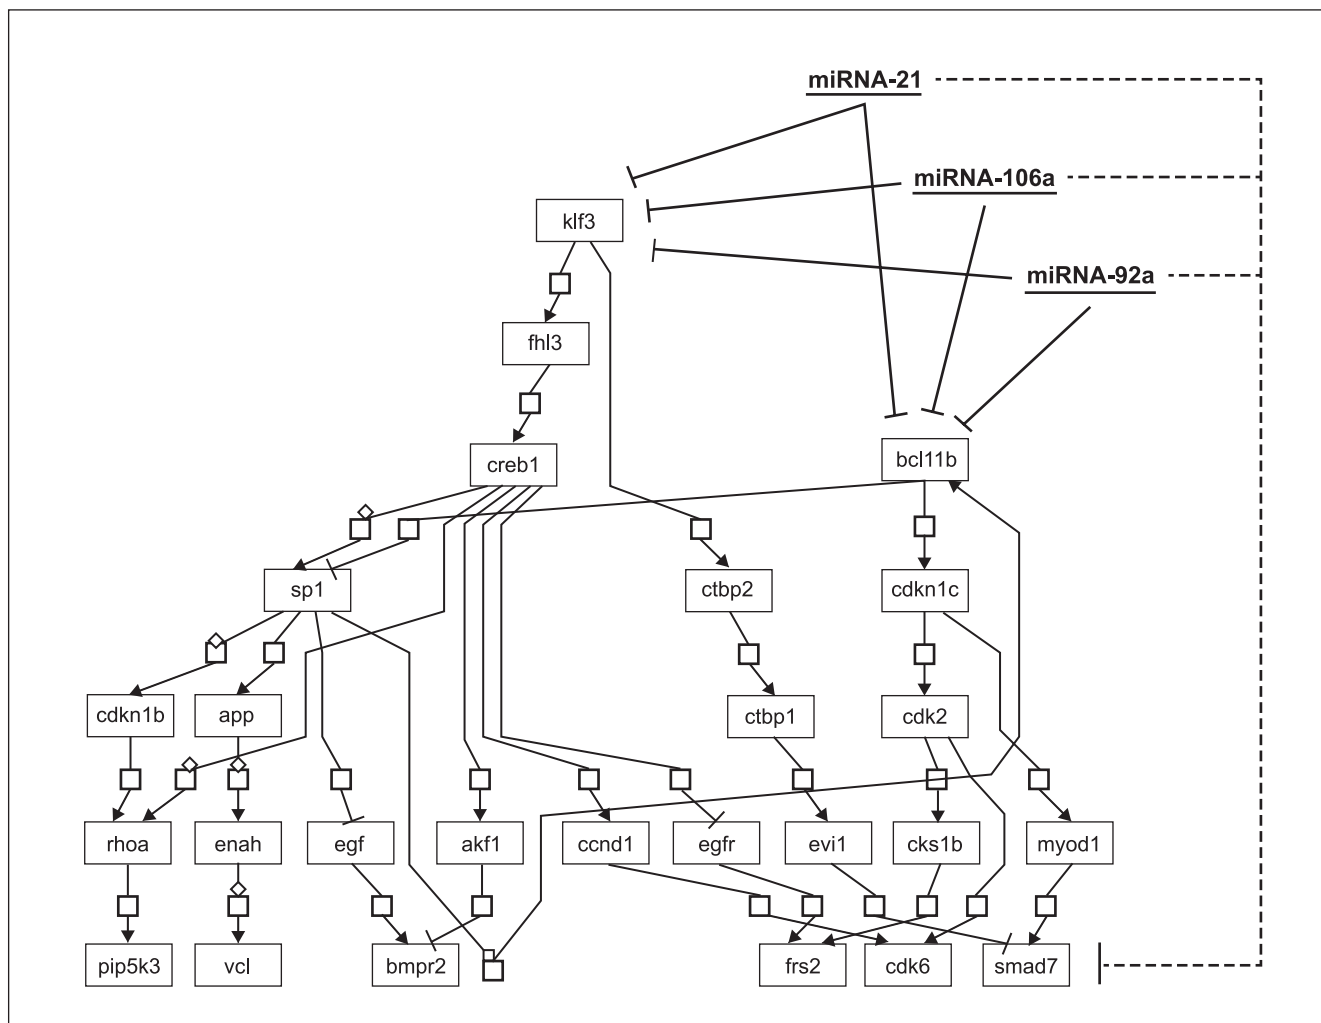 miRNA-21
miRNA-106a
klf3
miRNA-92a
fhl3
creb1
bcl11b
sp1
ctbp2
cdkn1c
cdkn1b
app
ctbp1
cdk2
rhoa
enah
egf
akf1
ccnd1
egfr
evi1
cks1b
myod1
pip5k3
vcl
bmpr2
frs2
cdk6
smad7